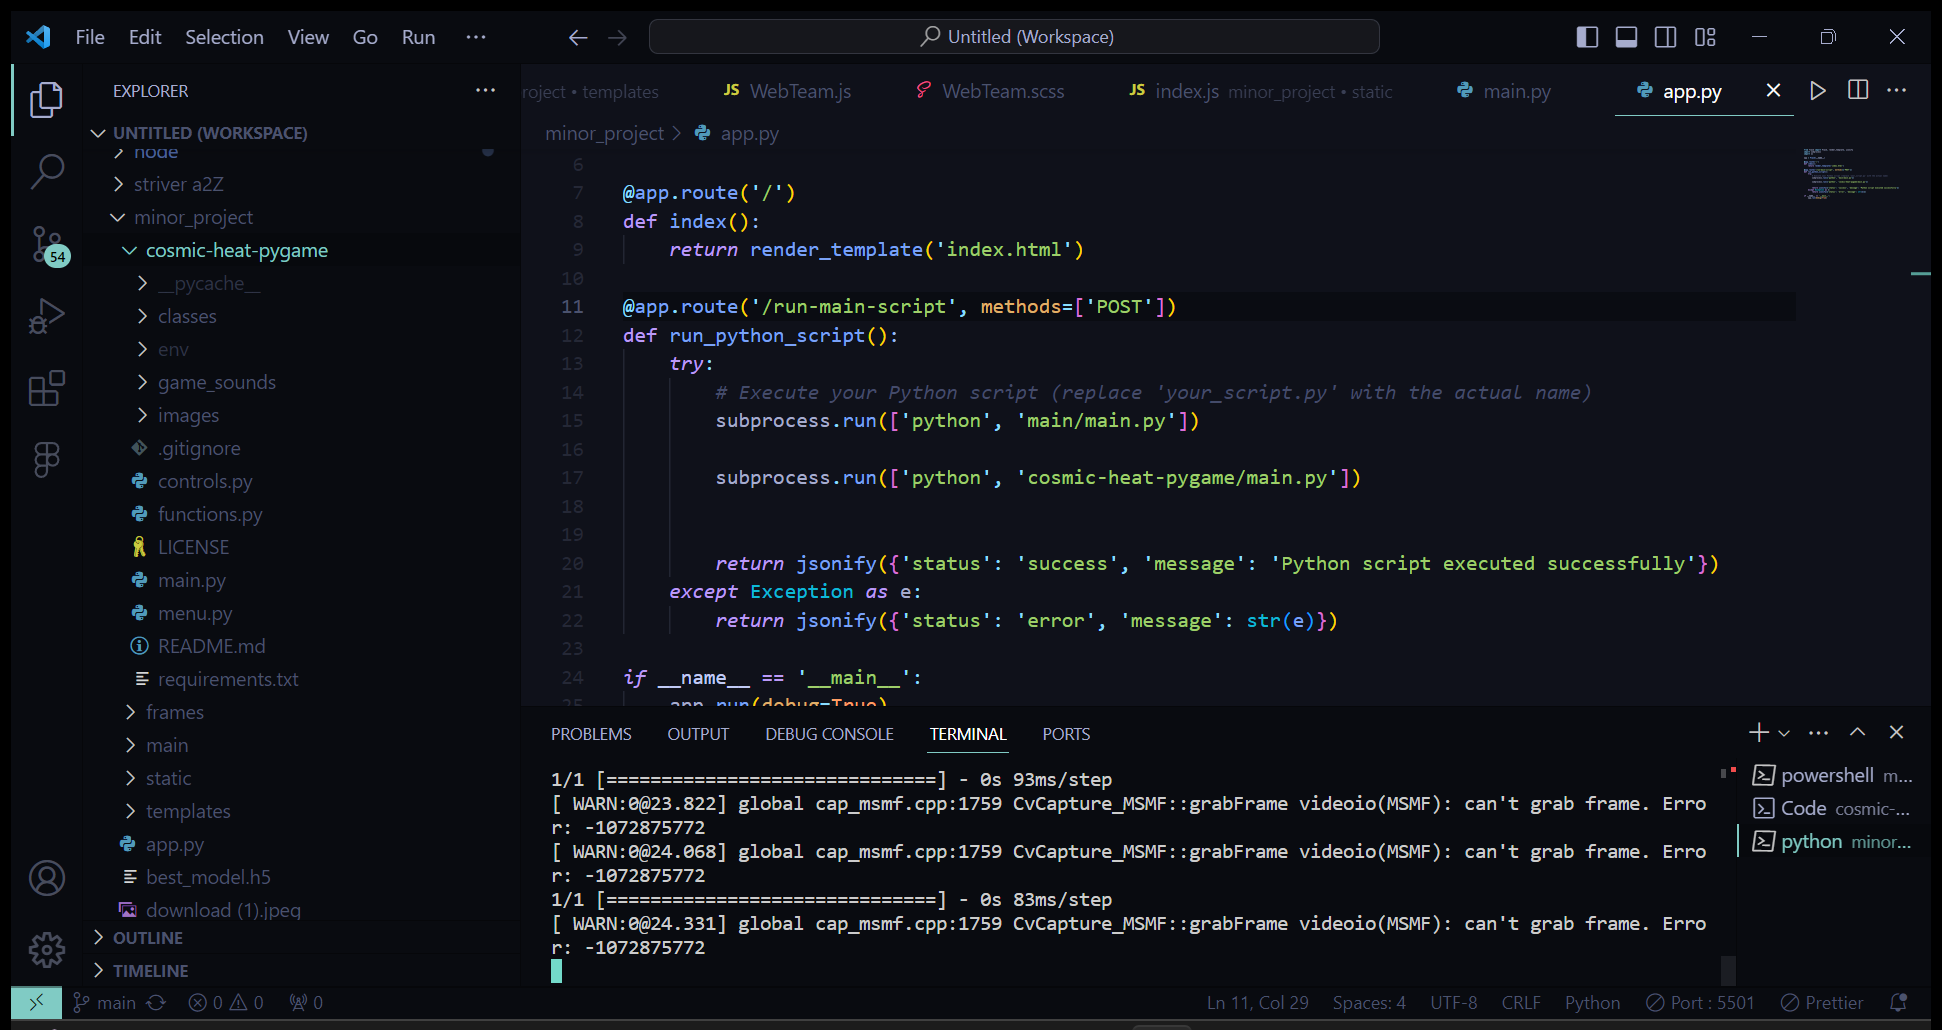 File Edit Selection View Go Run ···
Untitled (Workspace)
EXPLORER
roject • templates
JS WebTeam.js
WebTeam.scss
JS index.js minor_project • static
main.py
app.py
UNTITLED (WORKSPACE)
node
striver a2Z
minor_project
cosmic-heat-pygame
__pycache__
classes
env
game_sounds
images
.gitignore
controls.py
functions.py
LICENSE
main.py
menu.py
README.md
requirements.txt
frames
main
static
templates
app.py
best_model.h5
download (1).jpeg
OUTLINE
TIMELINE
54
minor_project > app.py
6
7 @app.route('/')
8 def index():
9 return render_template('index.html')
10
11 @app.route('/run-main-script', methods=['POST'])
12 def run_python_script():
13 try:
14 # Execute your Python script (replace 'your_script.py' with the actual name)
15 subprocess.run(['python', 'main/main.py'])
16
17 subprocess.run(['python', 'cosmic-heat-pygame/main.py'])
18
19
20 return jsonify({'status': 'success', 'message': 'Python script executed successfully'})
21 except Exception as e:
22 return jsonify({'status': 'error', 'message': str(e)})
23
24 if __name__ == '__main__':
25 app.run(debug=True)
PROBLEMS OUTPUT DEBUG CONSOLE TERMINAL PORTS
1/1 [==============================] - 0s 93ms/step
[ WARN:0@23.822] global cap_msmf.cpp:1759 CvCapture_MSMF::grabFrame videoio(MSMF): can't grab frame. Erro
r: -1072875772
[ WARN:0@24.068] global cap_msmf.cpp:1759 CvCapture_MSMF::grabFrame videoio(MSMF): can't grab frame. Erro
r: -1072875772
1/1 [==============================] - 0s 83ms/step
[ WARN:0@24.331] global cap_msmf.cpp:1759 CvCapture_MSMF::grabFrame videoio(MSMF): can't grab frame. Erro
r: -1072875772
powershell m...
Code cosmic-...
python minor...
main 0 0 0
Ln 11, Col 29 Spaces: 4 UTF-8 CRLF Python Port : 5501 Prettier